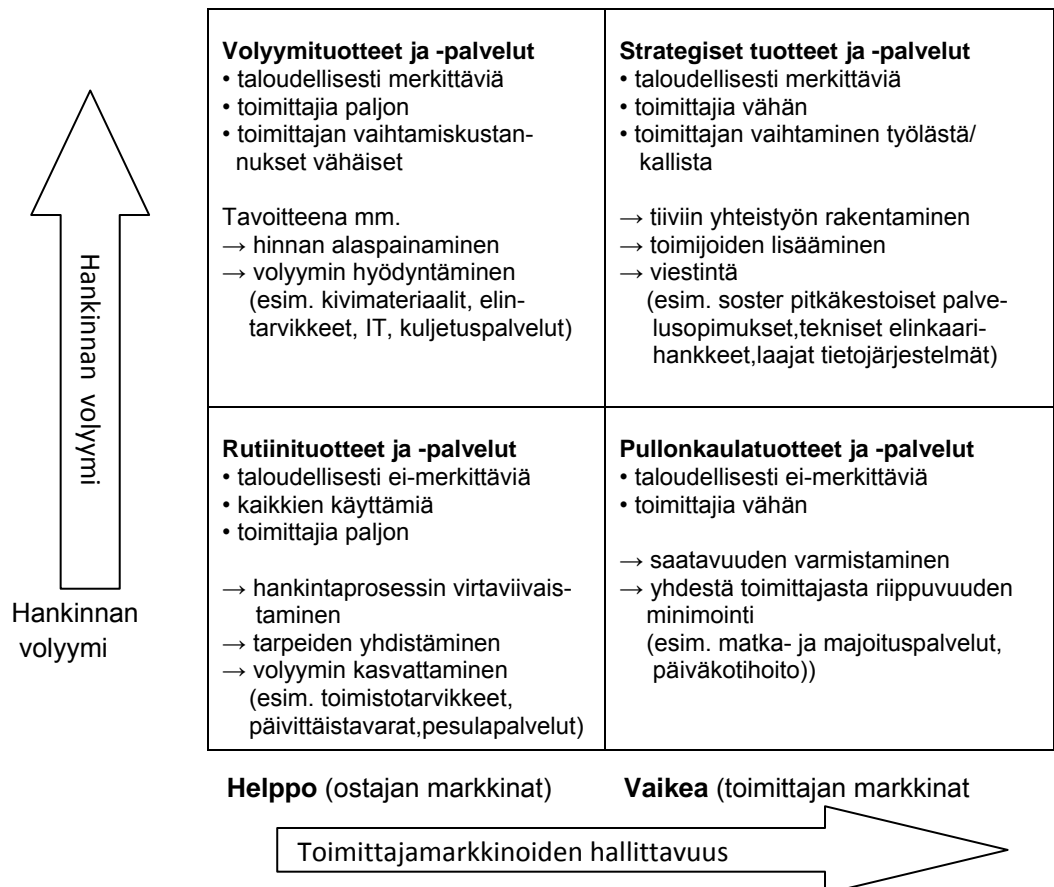 Volyymituotteet ja -palvelut
• taloudellisesti merkittäviä
• toimittajia paljon
• toimittajan vaihtamiskustan-
nukset vähäiset
Tavoitteena mm.
→ hinnan alaspainaminen
→ volyymin hyödyntäminen
(esim. kivimateriaalit, elin-
tarvikkeet, IT, kuljetuspalvelut)
Strategiset tuotteet ja -palvelut
• taloudellisesti merkittäviä
• toimittajia vähän
• toimittajan vaihtaminen työlästä/
kallista
→ tiiviin yhteistyön rakentaminen
→ toimijoiden lisääminen
→ viestintä
(esim. soster pitkäkestoiset palve-
lusopimukset,tekniset elinkaari-
hankkeet,laajat tietojärjestelmät)
Hankinnan volyymi
Hankinnan
volyymi
Rutiinituotteet ja -palvelut
• taloudellisesti ei-merkittäviä
• kaikkien käyttämiä
• toimittajia paljon
→ hankintaprosessin virtaviivais-
taminen
→ tarpeiden yhdistäminen
→ volyymin kasvattaminen
(esim. toimistotarvikkeet,
päivittäistavarat,pesulapalvelut)
Pullonkaulatuotteet ja -palvelut
• taloudellisesti ei-merkittäviä
• toimittajia vähän
→ saatavuuden varmistaminen
→ yhdestä toimittajasta riippuvuuden
minimointi
(esim. matka- ja majoituspalvelut,
päiväkotihoito))
Helppo (ostajan markkinat)
Vaikea (toimittajan markkinat
Toimittajamarkkinoiden hallittavuus